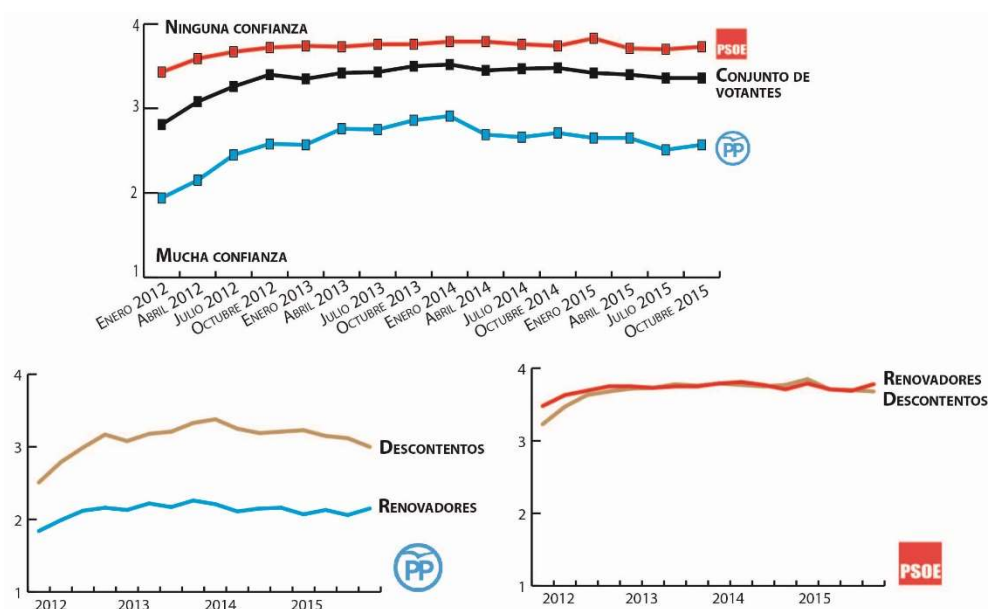 4
NINGUNA CONFIANZA
PSOE
CONJUNTO DE
VOTANTES
3
PP
2
MUCHA CONFIANZA
1
ENERO 2012
ABRIL 2012
JULIO 2012
OCTUBRE 2012
ENERO 2013
ABRIL 2013
JULIO 2013
OCTUBRE 2013
ENERO 2014
ABRIL 2014
JULIO 2014
OCTUBRE 2014
ENERO 2015
ABRIL 2015
JULIO 2015
OCTUBRE 2015
4
3
DESCONTENTOS
2
RENOVADORES
1
PP
2012 2013 2014 2015
4
RENOVADORES
DESCONTENTOS
3
2
1
PSOE
2012 2013 2014 2015